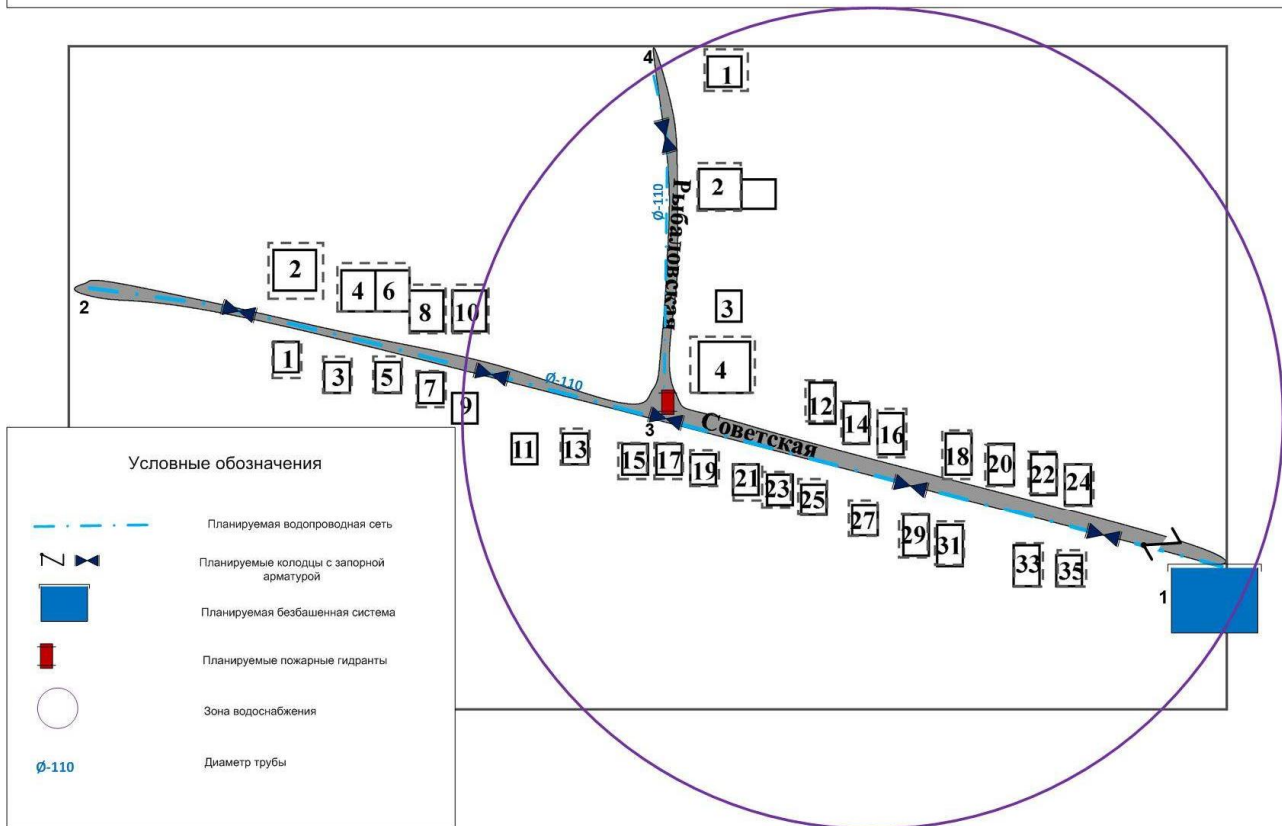 4
1
2
Ø-110
Рыбаловская
3
4
2
4 6
8 10
2
1
3
5
7
9
Ø-110
3
Советская
11
13
15 17
19
21
23
25
27
29
31
33 35
12
14
16
18
20
22
24
1
Условные обозначения
Планируемая водопроводная сеть
Планируемые колодцы с запорной
арматурой
Планируемая безбашенная система
Планируемые пожарные гидранты
Зона водоснабжения
Ø-110 Диаметр трубы